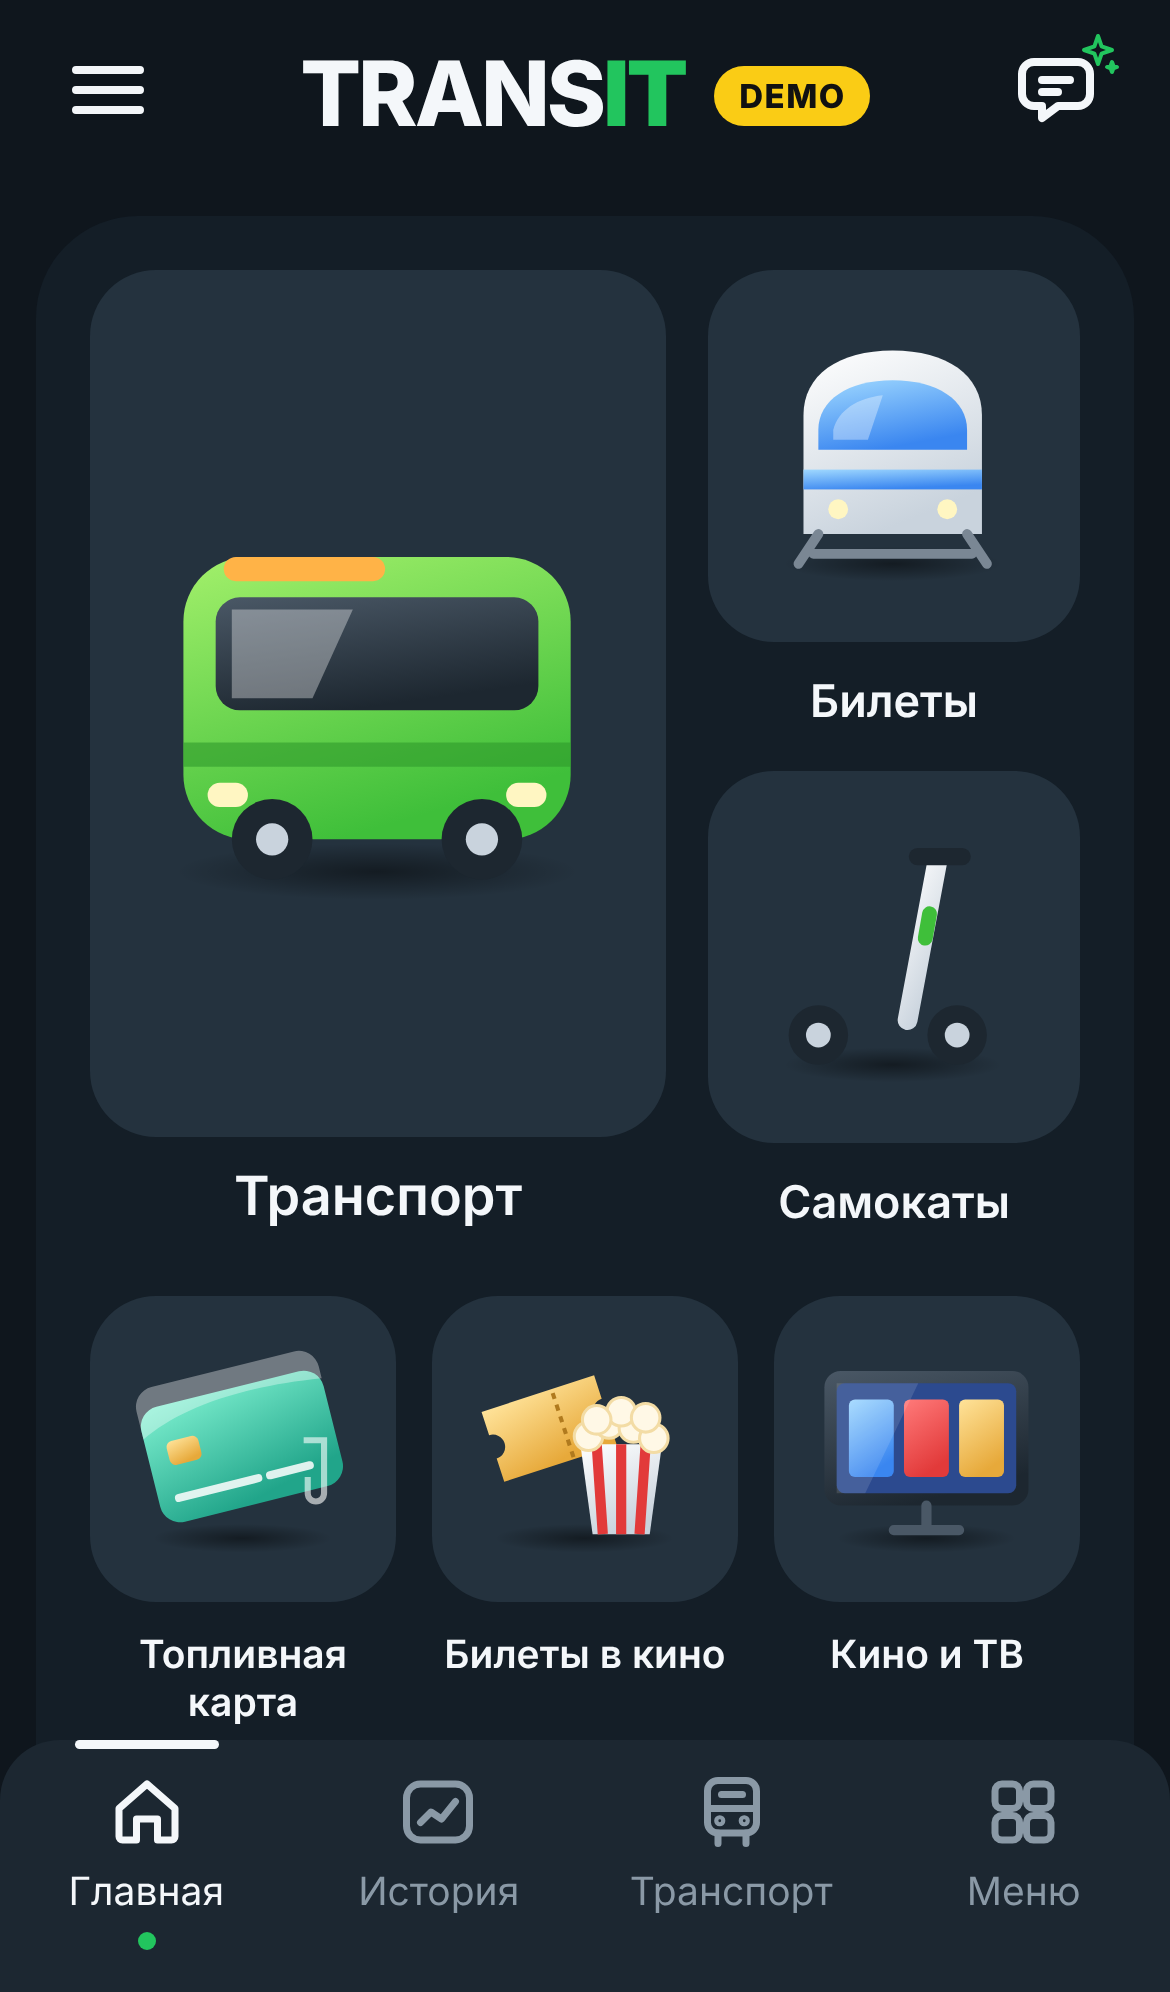 TRANSIT DEMO
Билеты
Транспорт
Самокаты
Топливная
карта
Билеты в кино
Кино и ТВ
Главная
История
Транспорт
Меню